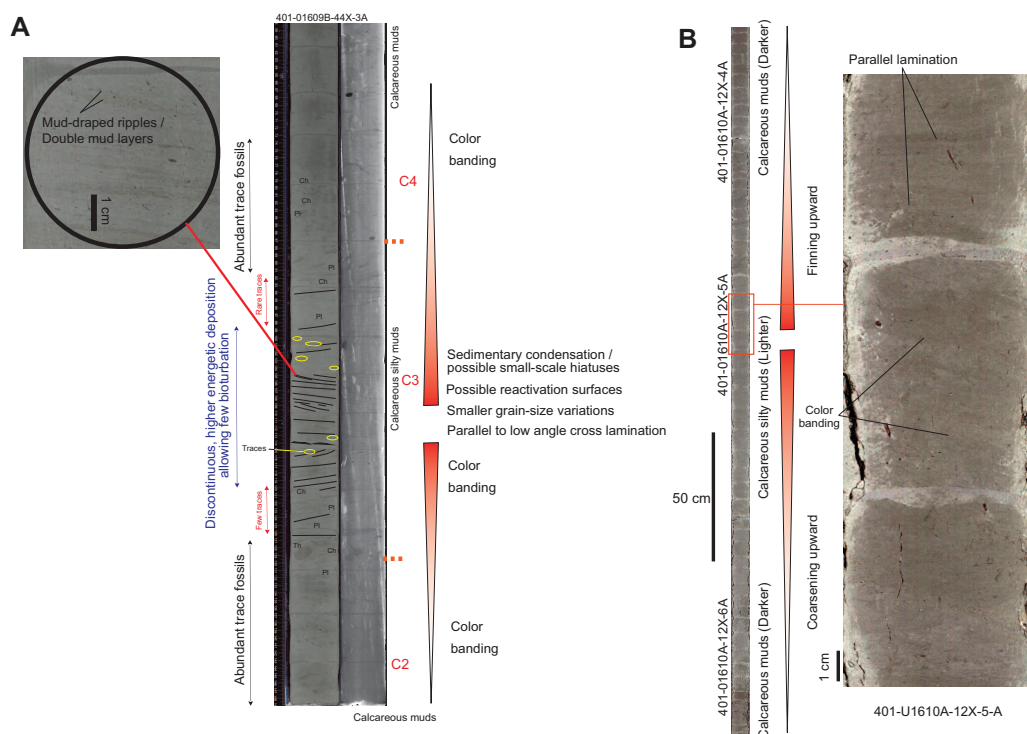 A
401-01609B-44X-3A
Mud-draped ripples /
Double mud layers
1 cm
Abundant trace fossils
Rare traces
Discontinuous, higher energetic deposition
allowing few bioturbation
Traces
Few traces
Abundant trace fossils
Ch
Ch
Pl
Pl
Ch
Pl
Ch
Pl
Pl
Th
Ch
Pl
Calcareous muds
Calcareous silty muds
Calcareous muds
C4
C3
C2
Color
banding
Sedimentary condensation /
possible small-scale hiatuses
Possible reactivation surfaces
Smaller grain-size variations
Parallel to low angle cross lamination
Color
banding
Color
banding
B
401-01610A-12X-4A
401-01610A-12X-5A
401-01610A-12X-6A
50 cm
Calcareous muds (Darker)
Calcareous silty muds (Lighter)
Calcareous muds (Darker)
Finning upward
Coarsening upward
Parallel lamination
Color
banding
1 cm
401-U1610A-12X-5-A